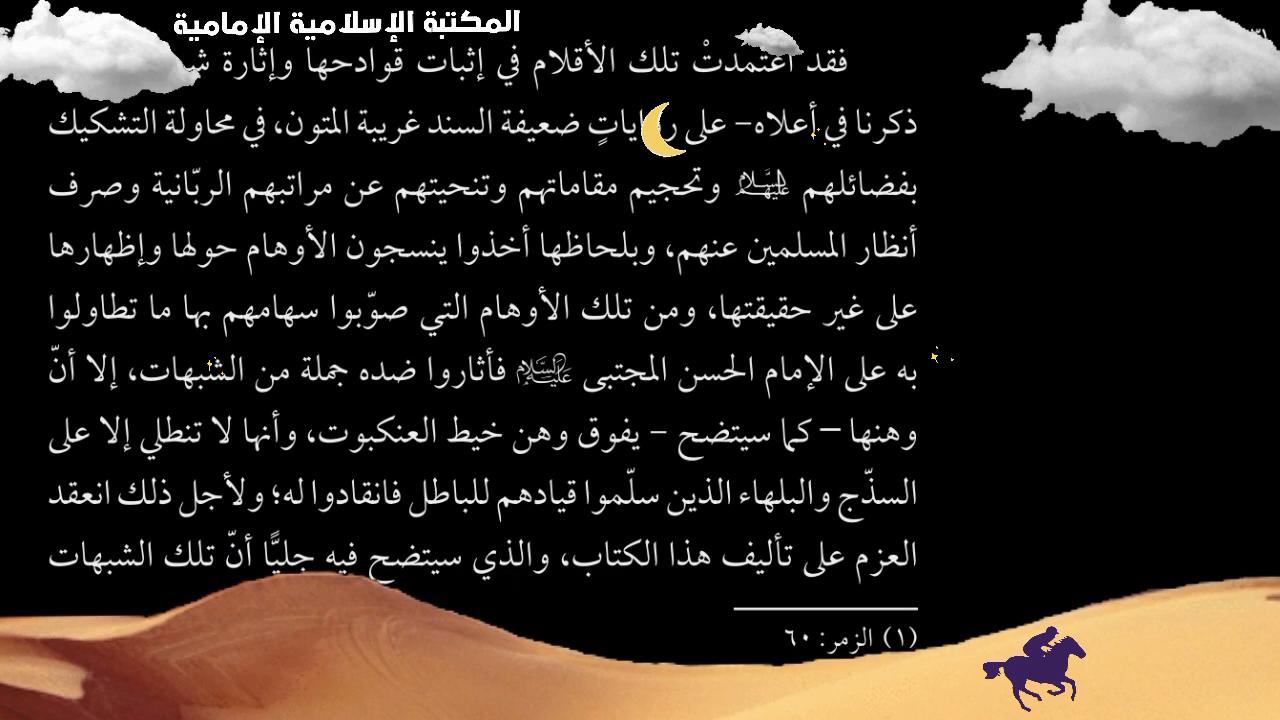 المكتبة الإسلامية الإمامية
فقد اعتمدتْ تلك الأقلام في إثبات قوادحها وإثارة
ذكرنا في أعلاه– على ضعيفة السند غريبة المتون، في محاولة التشكيك
بفضائلهم عليهم السلام وتحجيم مقاماتهم وتنحيتهم عن مراتبهم الربّانية وصرف
أنظار المسلمين عنهم، وبلحاظها أخذوا ينسجون الأوهام حولها وإظهارها
على غير حقيقتها، ومن تلك الأوهام التي صوّبوا سهامهم بها ما تطاولوا
به على الإمام الحسن المجتبى عليه السلام فأثاروا ضده جملة من الشبهات، إلا أنّ
وهنها – كما سيتضح – يفوق وهن خيط العنكبوت، وأنها لا تنطلي إلا على
السذّج والبلهاء الذين سلّموا قيادهم للباطل فانقادوا له؛ ولأجل ذلك انعقد
العزم على تأليف هذا الكتاب، والذي سيتضح فيه جليًّا أنّ تلك الشبهات
(١) الزمر: ٦٠